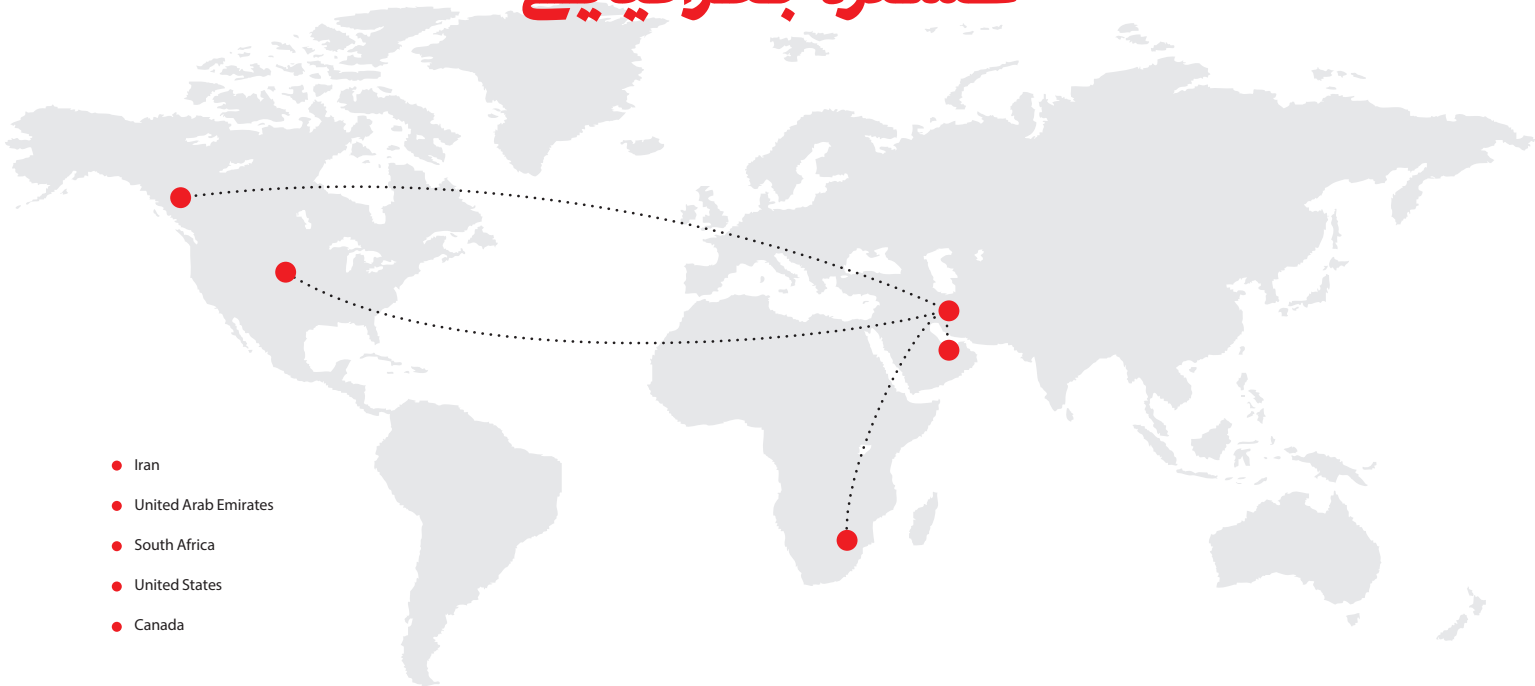 Iran
United Arab Emirates
South Africa
United States
Canada